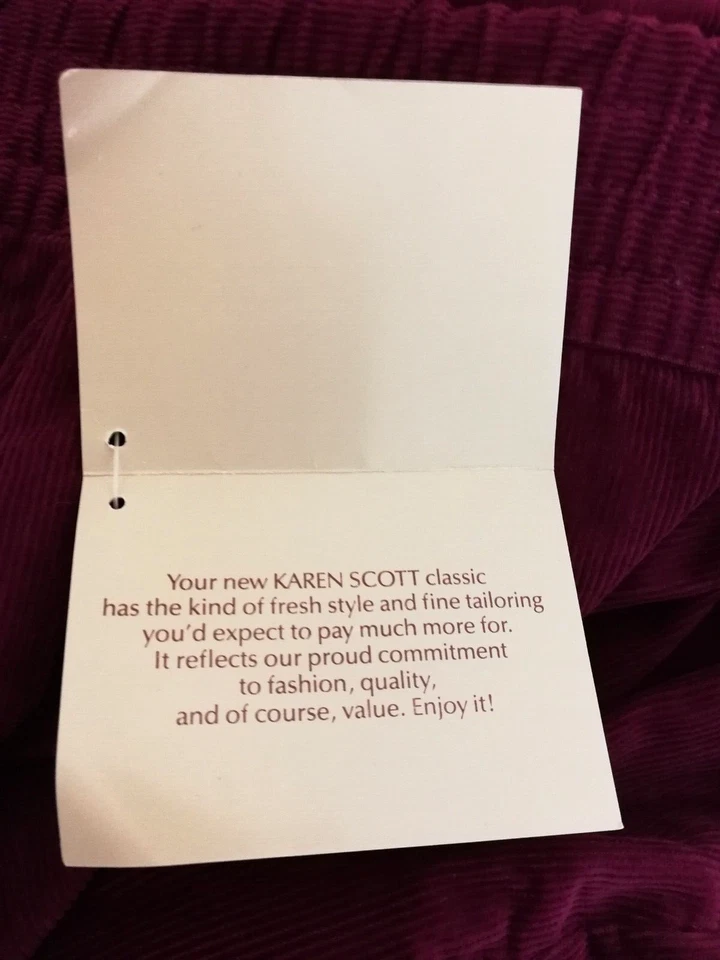 Your new KAREN SCOTT classic
has the kind of fresh style and fine tailoring
you'd expect to pay much more for.
It reflects our proud commitment
to fashion, quality,
and of course, value. Enjoy it!